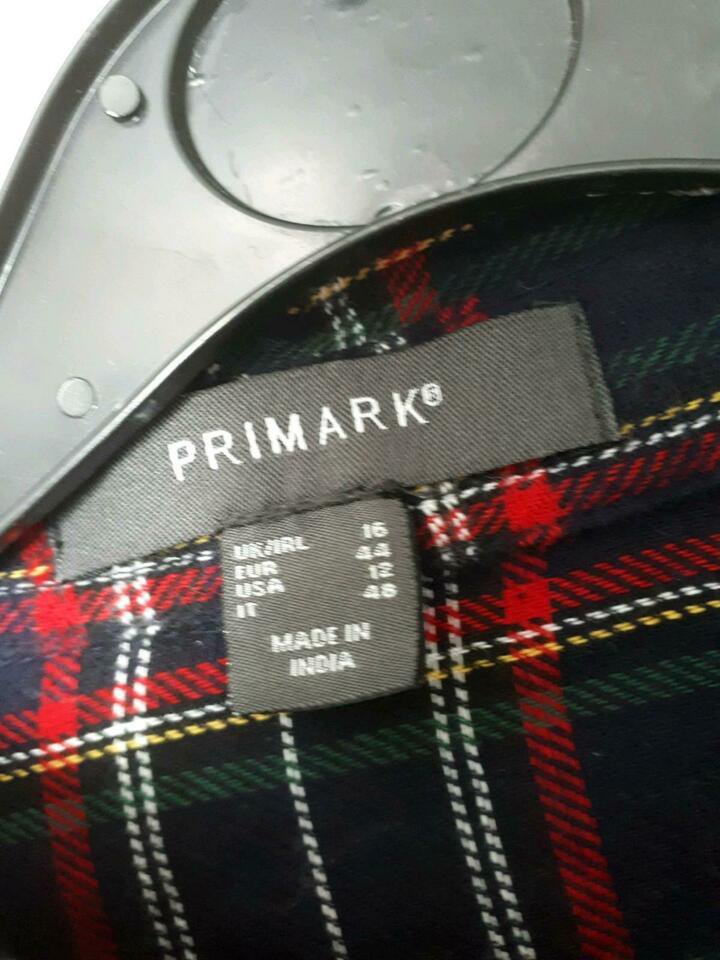 PRIMARK®
UK/IRL 16
EUR 44
USA 12
IT 48
MADE IN
INDIA